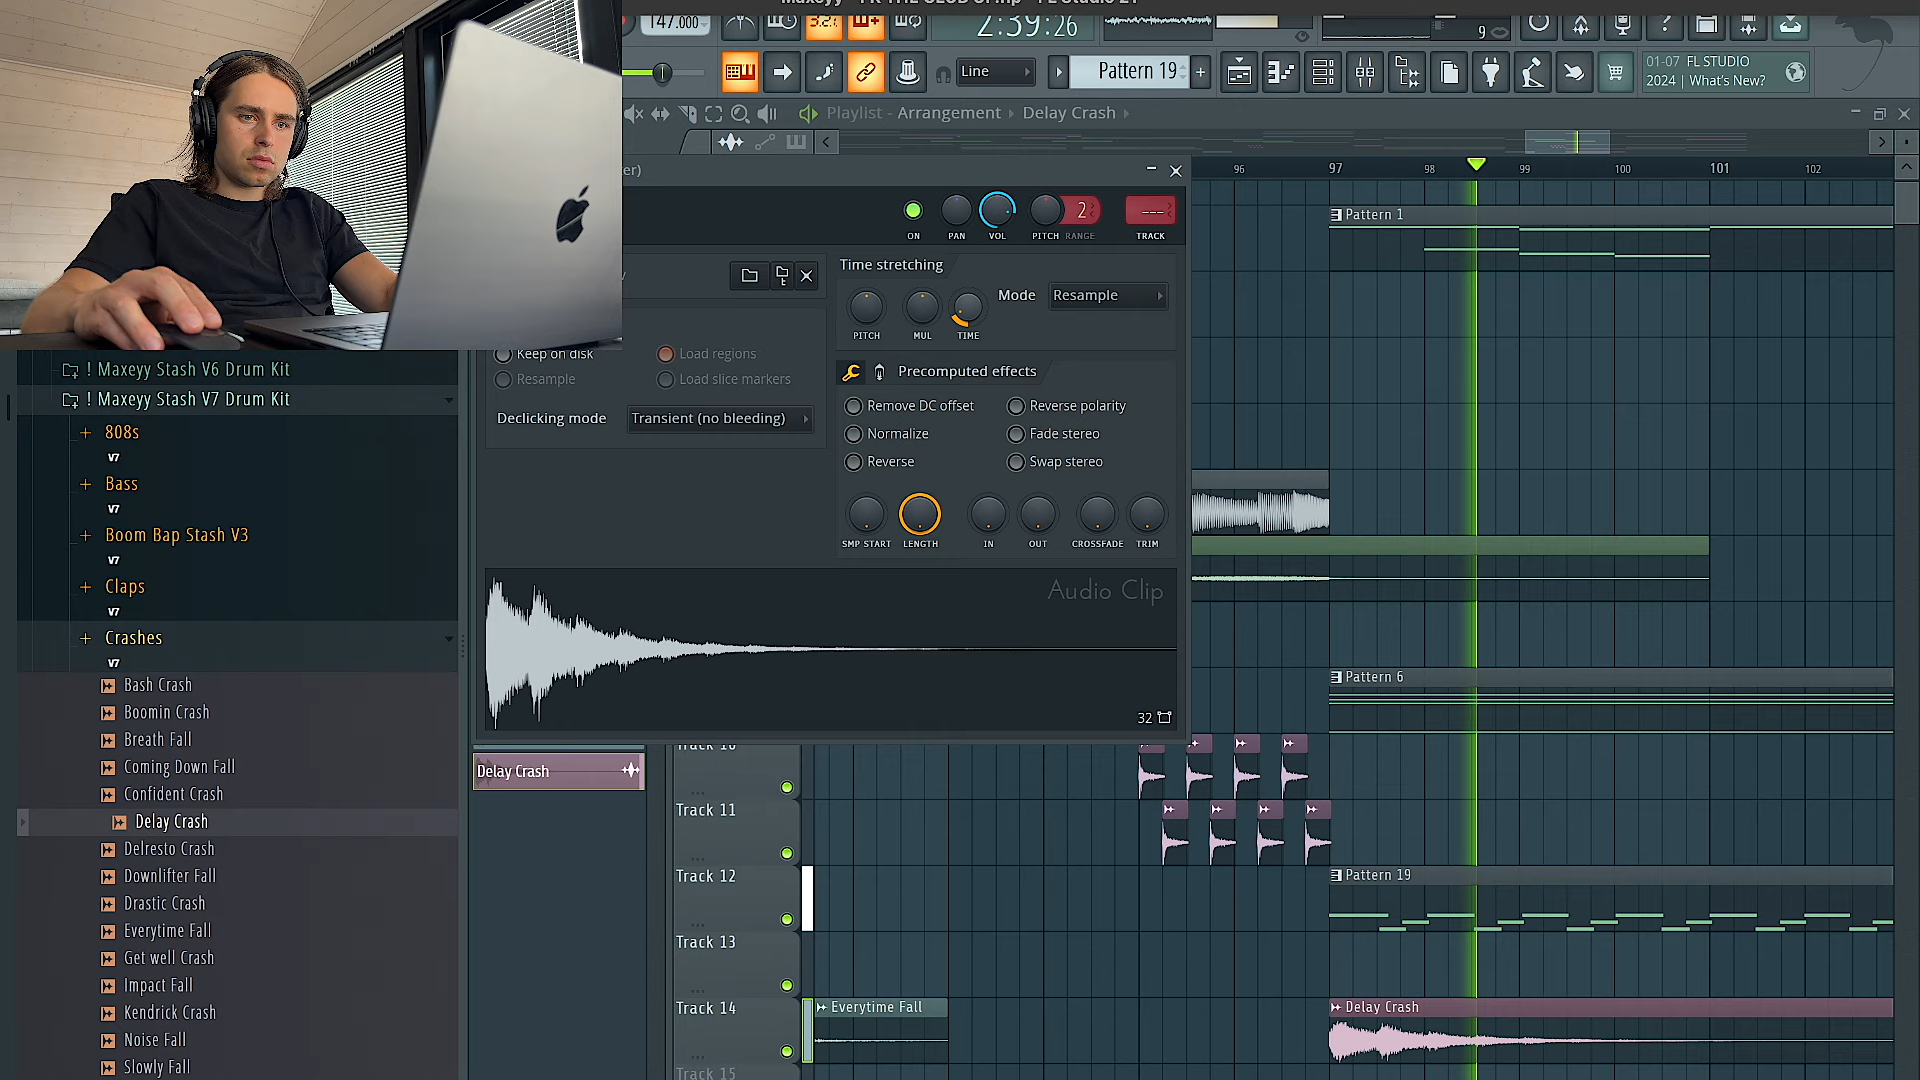 147.000
3.2.
2:39:26
9
Line
Pattern 19
01-07 FL STUDIO
2024 | What's New?
Playlist - Arrangement › Delay Crash ›
er)
96
97
98
99
100
101
102
2
ON
PAN
VOL
PITCH RANGE
TRACK
Time stretching
Mode
Resample
PITCH
MUL
TIME
Keep on disk
Load regions
Resample
Load slice markers
Declicking mode
Transient (no bleeding)
Precomputed effects
Remove DC offset
Reverse polarity
Normalize
Fade stereo
Reverse
Swap stereo
SMP START
LENGTH
IN
OUT
CROSSFADE
TRIM
Audio Clip
32
! Maxeyy Stash V6 Drum Kit
! Maxeyy Stash V7 Drum Kit
808s
V7
Bass
V7
Boom Bap Stash V3
V7
Claps
V7
Crashes
V7
Bash Crash
Boomin Crash
Breath Fall
Coming Down Fall
Confident Crash
Delay Crash
Delresto Crash
Downlifter Fall
Drastic Crash
Everytime Fall
Get well Crash
Impact Fall
Kendrick Crash
Noise Fall
Slowly Fall
Delay Crash
Track 10
Track 11
Track 12
Track 13
Track 14
Track 15
Pattern 1
Pattern 6
Pattern 19
Everytime Fall
Delay Crash